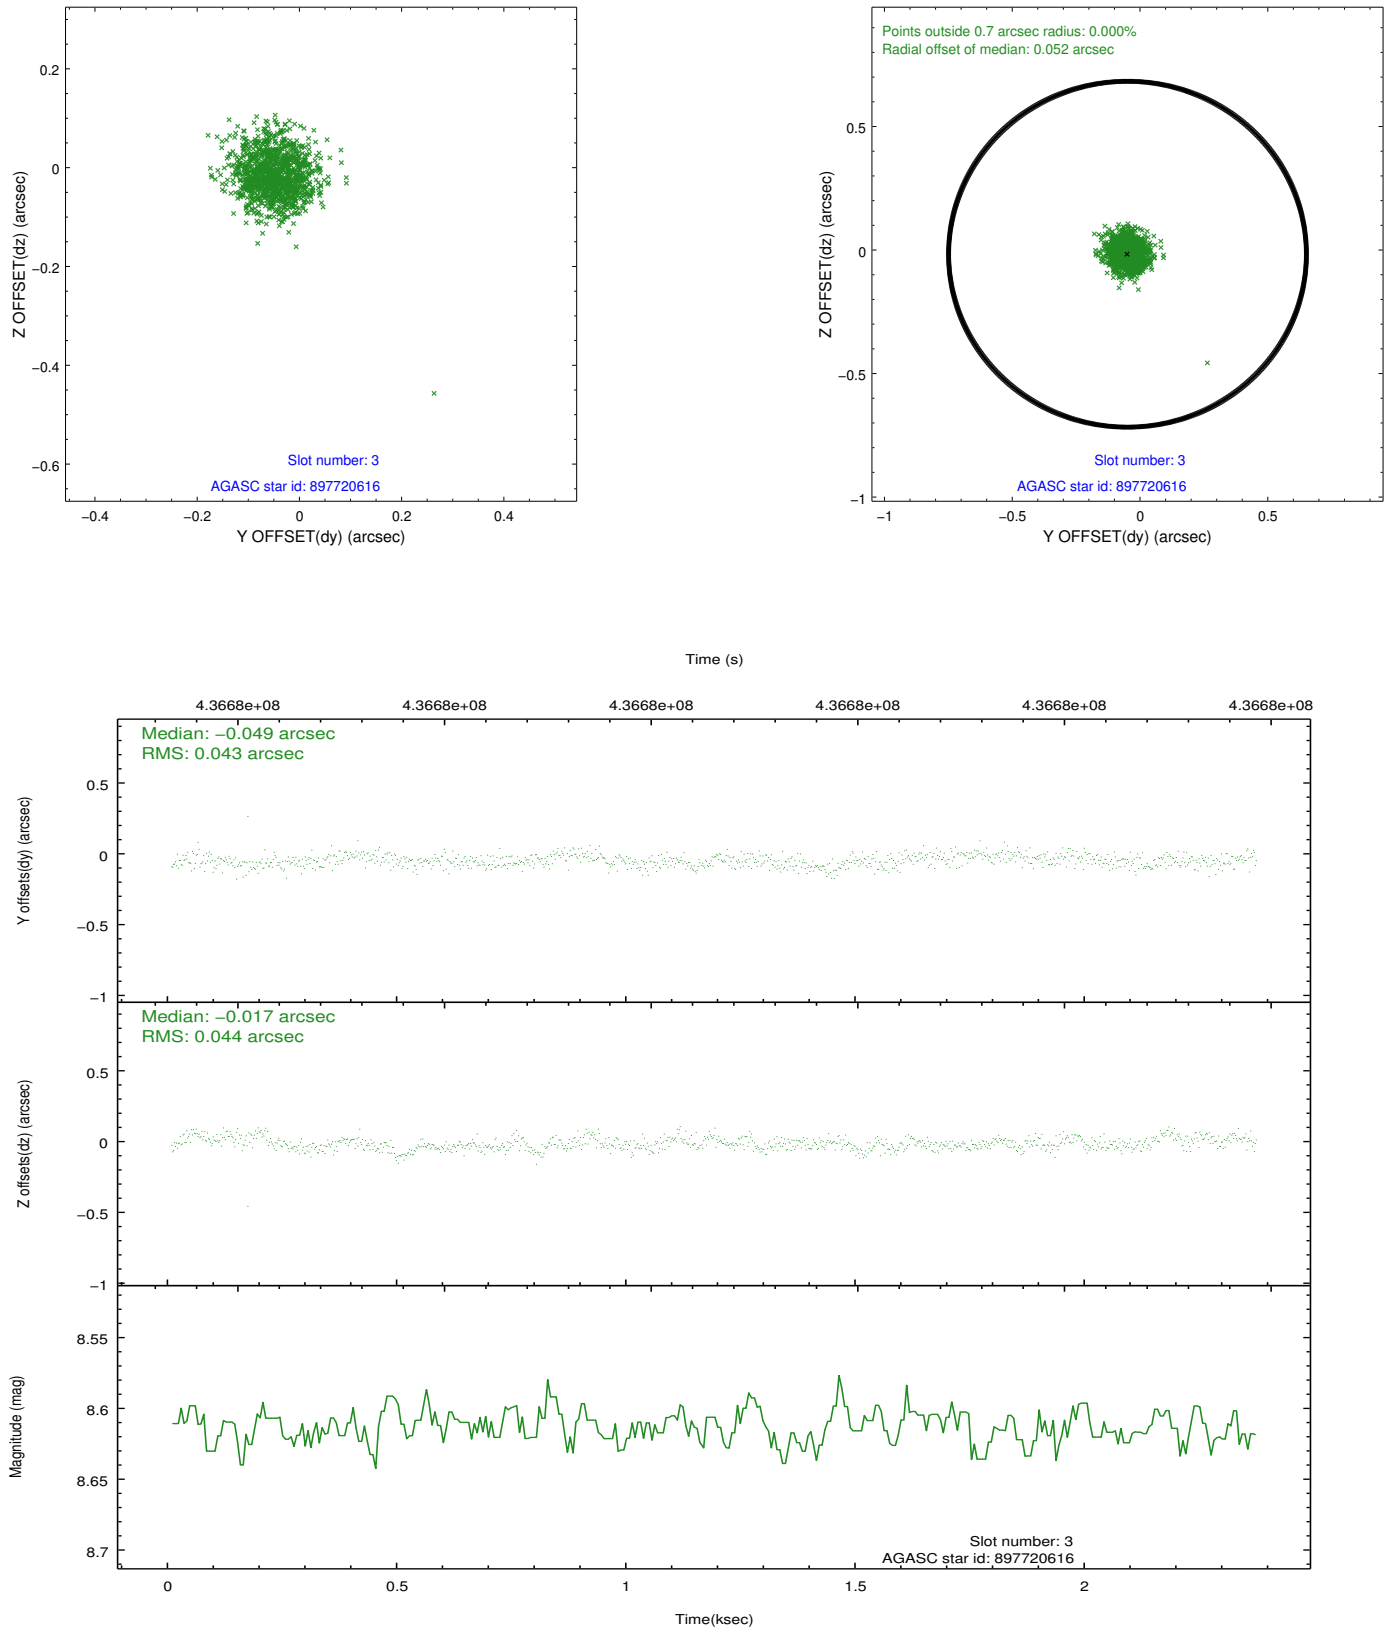 0.2
0
−0.2
−0.4
−0.6
Z OFFSET(dz) (arcsec)
Slot number: 3
AGASC star id: 897720616
−0.4 −0.2 0 0.2 0.4
Y OFFSET(dy) (arcsec)
Points outside 0.7 arcsec radius: 0.000%
Radial offset of median: 0.052 arcsec
0.5
0
−0.5
−1
Z OFFSET(dz) (arcsec)
Slot number: 3
AGASC star id: 897720616
−1 −0.5 0 0.5
Y OFFSET(dy) (arcsec)
Time (s)
4.3668e+08 4.3668e+08 4.3668e+08 4.3668e+08 4.3668e+08 4.3668e+08
Median: −0.049 arcsec
RMS: 0.043 arcsec
0.5
0
−0.5
−1
Y offsets(dy) (arcsec)
Median: −0.017 arcsec
RMS: 0.044 arcsec
0.5
0
−0.5
−1
Z offsets(dz) (arcsec)
8.55
8.6
8.65
8.7
Magnitude (mag)
Slot number: 3
AGASC star id: 897720616
0 0.5 1 1.5 2
Time(ksec)